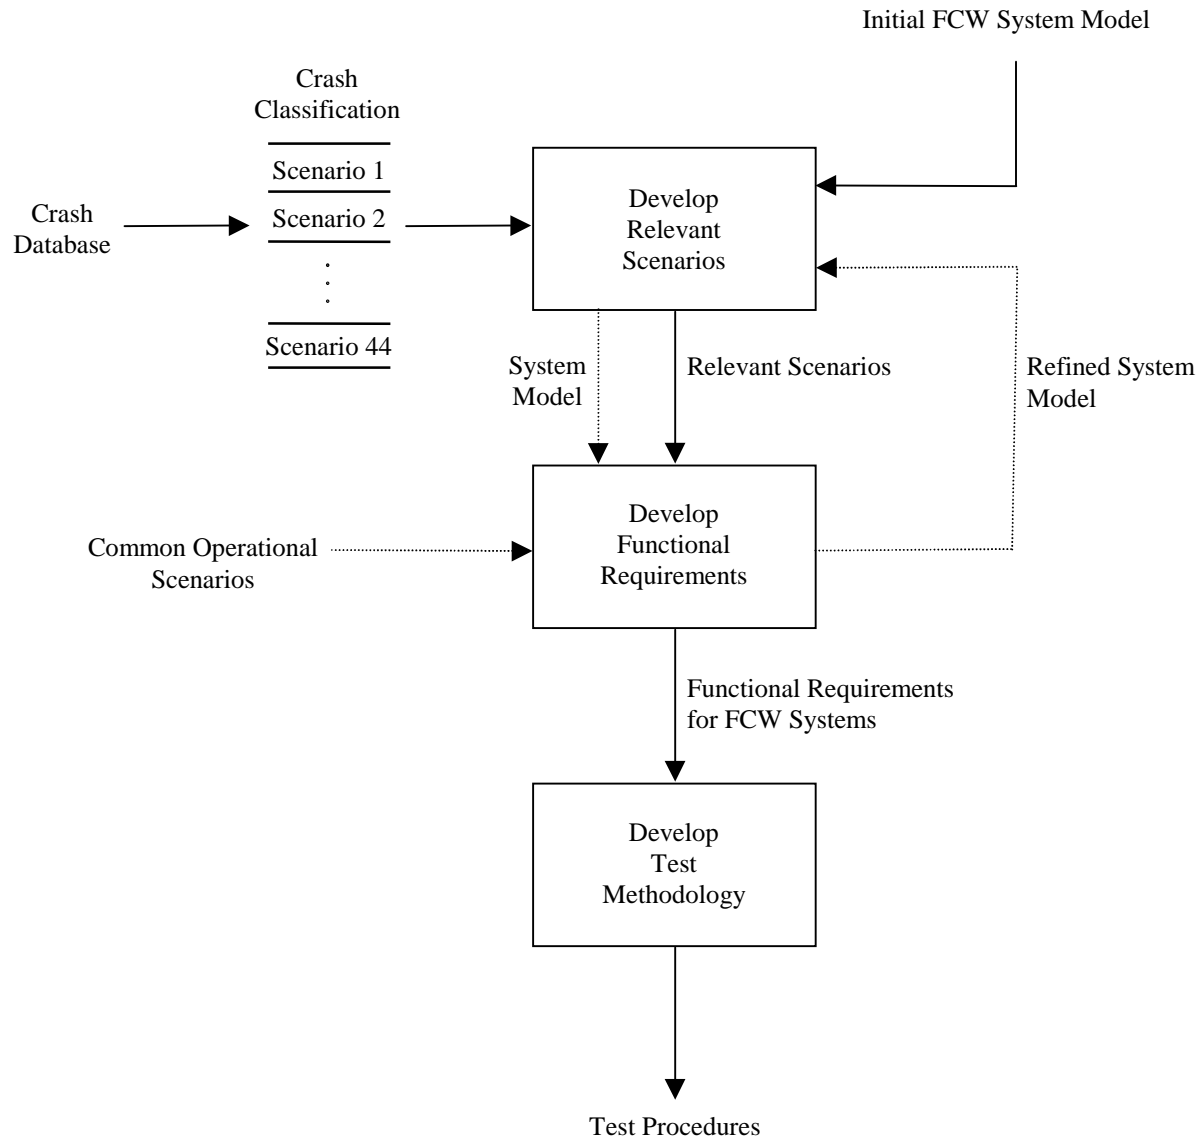 Initial FCW System Model
Crash
Classification
Scenario 1
Scenario 2
Scenario 44
Crash
Database
Develop
Relevant
Scenarios
System
Model
Relevant Scenarios
Refined System
Model
Common Operational
Scenarios
Develop
Functional
Requirements
Functional Requirements
for FCW Systems
Develop
Test
Methodology
Test Procedures